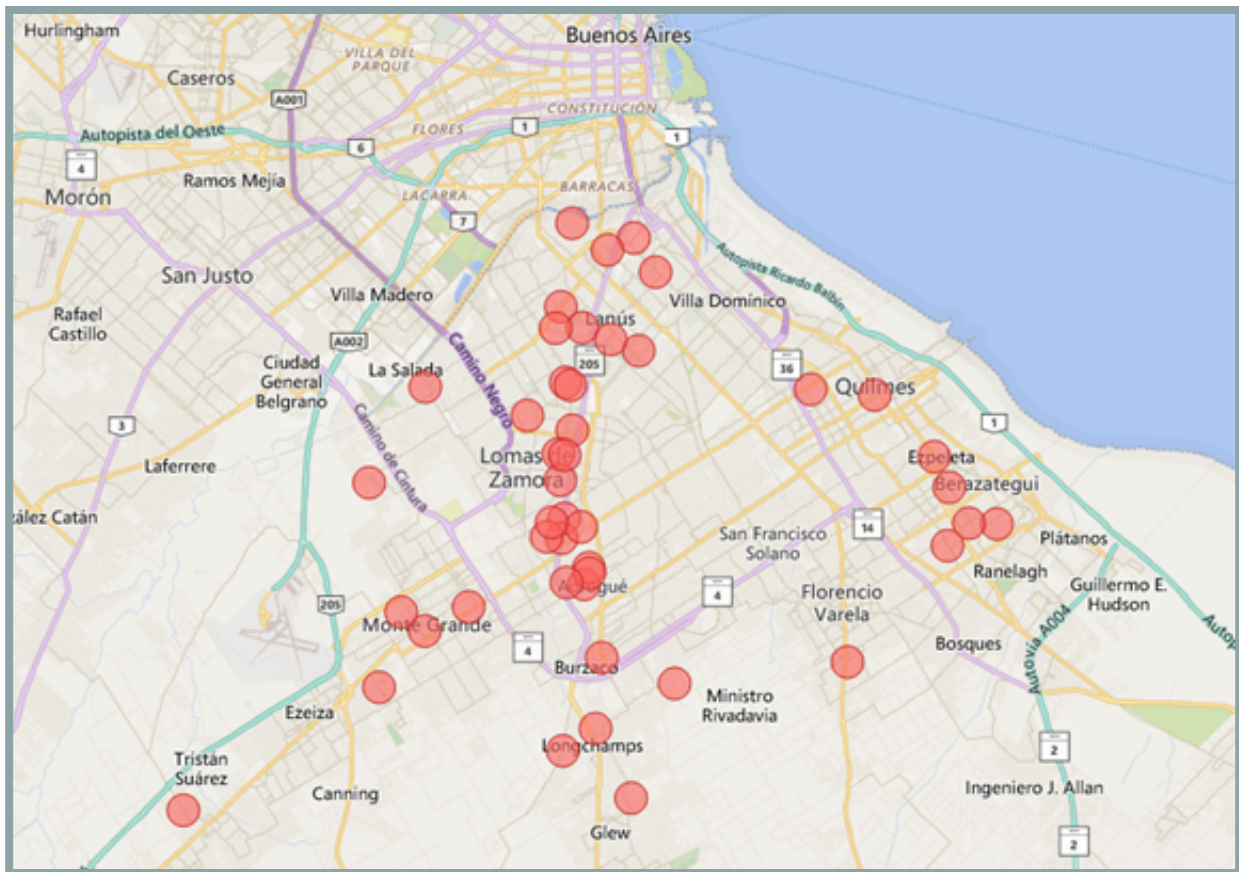 Hurlingham
Buenos Aires
VILLA DEL
PARQUE
Caseros
A001
CONSTITUCIÓN
Autopista del Oeste
FLORES
1
1
6
4
Ramos Mejía
BARRACAS
LACARRA
Morón
7
San Justo
Autopista Ricardo Balbín
Villa Madero
Villa Domínico
Rafael
Castillo
Lanús
A002
Camino Negro
205
36
Ciudad
General
Belgrano
La Salada
Quilmes
3
1
Camino de Cintura
Laferrere
Lomas de
Zamora
Ezpeleta
Berazategui
zález Catán
14
San Francisco
Solano
Plátanos
Ranelagh
Adrogué
4
Florencio
Varela
Guillermo E.
Hudson
205
Monte Grande
4
Autopista
Autovía A004
Bosques
Burzaco
Ministro
Rivadavia
Ezeiza
Longchamps
2
Tristán
Suárez
Canning
Ingeniero J. Allan
Glew
2